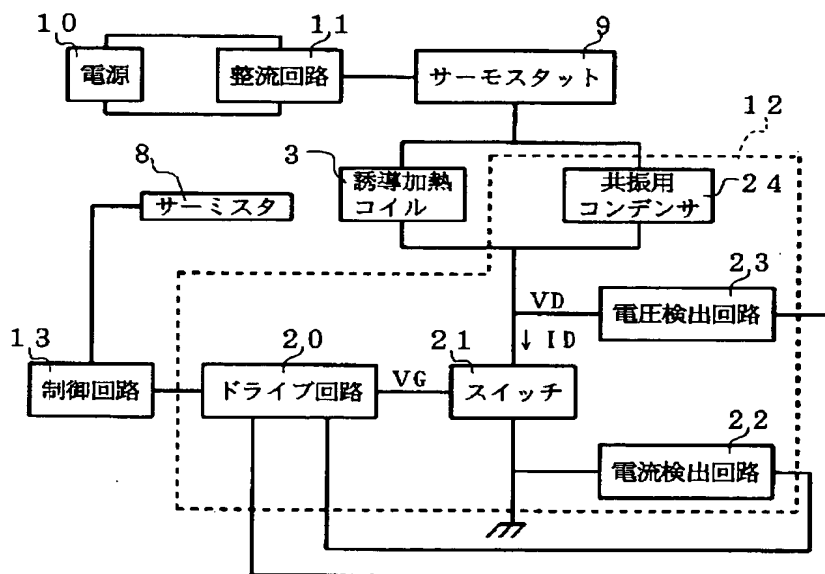 10
11
9
電源
整流回路
サーモスタット
12
3
誘導加熱
コイル
共振用
コンデンサ
24
8
サーミスタ
23
VD
電圧検出回路
↓ ID
13
20
21
制御回路
ドライブ回路
VG
スイッチ
22
電流検出回路